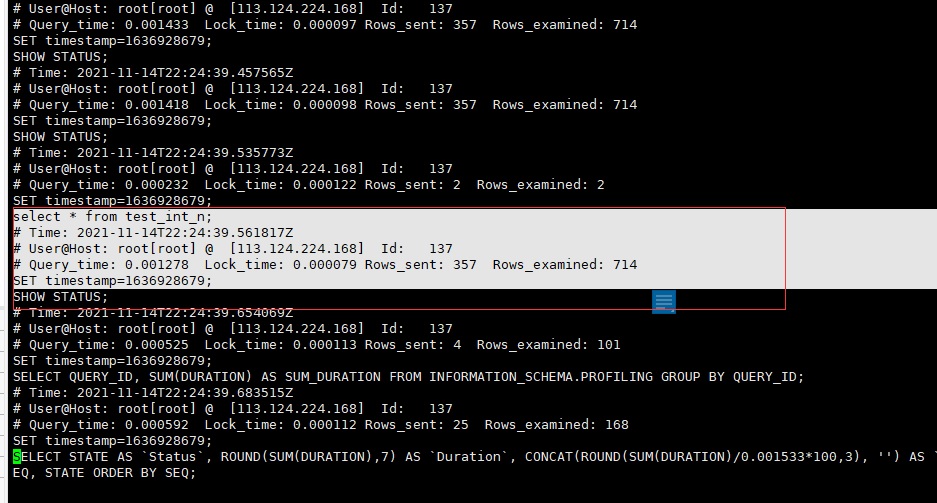 # User@Host: root[root] @  [113.124.224.168]  Id:   137
# Query_time: 0.001433  Lock_time: 0.000097 Rows_sent: 357  Rows_examined: 714
SET timestamp=1636928679;
SHOW STATUS;
# Time: 2021-11-14T22:24:39.457565Z
# User@Host: root[root] @  [113.124.224.168]  Id:   137
# Query_time: 0.001418  Lock_time: 0.000098 Rows_sent: 357  Rows_examined: 714
SET timestamp=1636928679;
SHOW STATUS;
# Time: 2021-11-14T22:24:39.535773Z
# User@Host: root[root] @  [113.124.224.168]  Id:   137
# Query_time: 0.000232  Lock_time: 0.000122 Rows_sent: 2  Rows_examined: 2
SET timestamp=1636928679;
select * from test_int_n;
# Time: 2021-11-14T22:24:39.561817Z
# User@Host: root[root] @  [113.124.224.168]  Id:   137
# Query_time: 0.001278  Lock_time: 0.000079 Rows_sent: 357  Rows_examined: 714
SET timestamp=1636928679;
SHOW STATUS;
# Time: 2021-11-14T22:24:39.654069Z
# User@Host: root[root] @  [113.124.224.168]  Id:   137
# Query_time: 0.000525  Lock_time: 0.000113 Rows_sent: 4  Rows_examined: 101
SET timestamp=1636928679;
SELECT QUERY_ID, SUM(DURATION) AS SUM_DURATION FROM INFORMATION_SCHEMA.PROFILING GROUP BY QUERY_ID;
# Time: 2021-11-14T22:24:39.683515Z
# User@Host: root[root] @  [113.124.224.168]  Id:   137
# Query_time: 0.000592  Lock_time: 0.000112 Rows_sent: 25  Rows_examined: 168
SET timestamp=1636928679;
SELECT STATE AS `Status`, ROUND(SUM(DURATION),7) AS `Duration`, CONCAT(ROUND(SUM(DURATION)/0.001533*100,3), '') AS `
EQ, STATE ORDER BY SEQ;